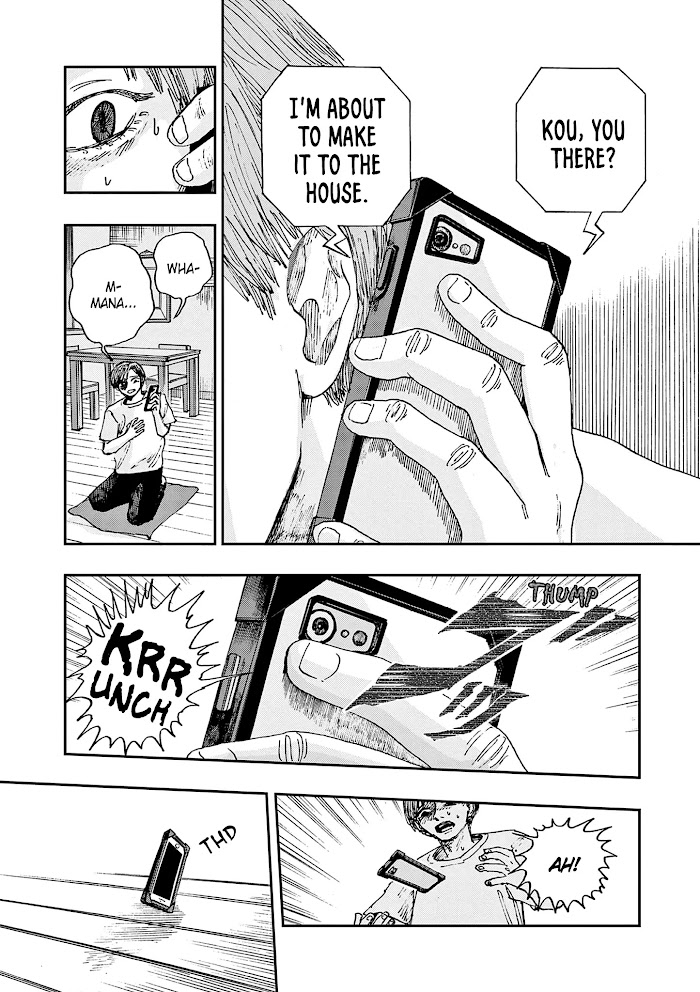 KOU, YOU
THERE?
I'M ABOUT
TO MAKE
IT TO THE
HOUSE.
WHA-
M-
MANA...
THUMP
KRR
UNCH
AH!
THD